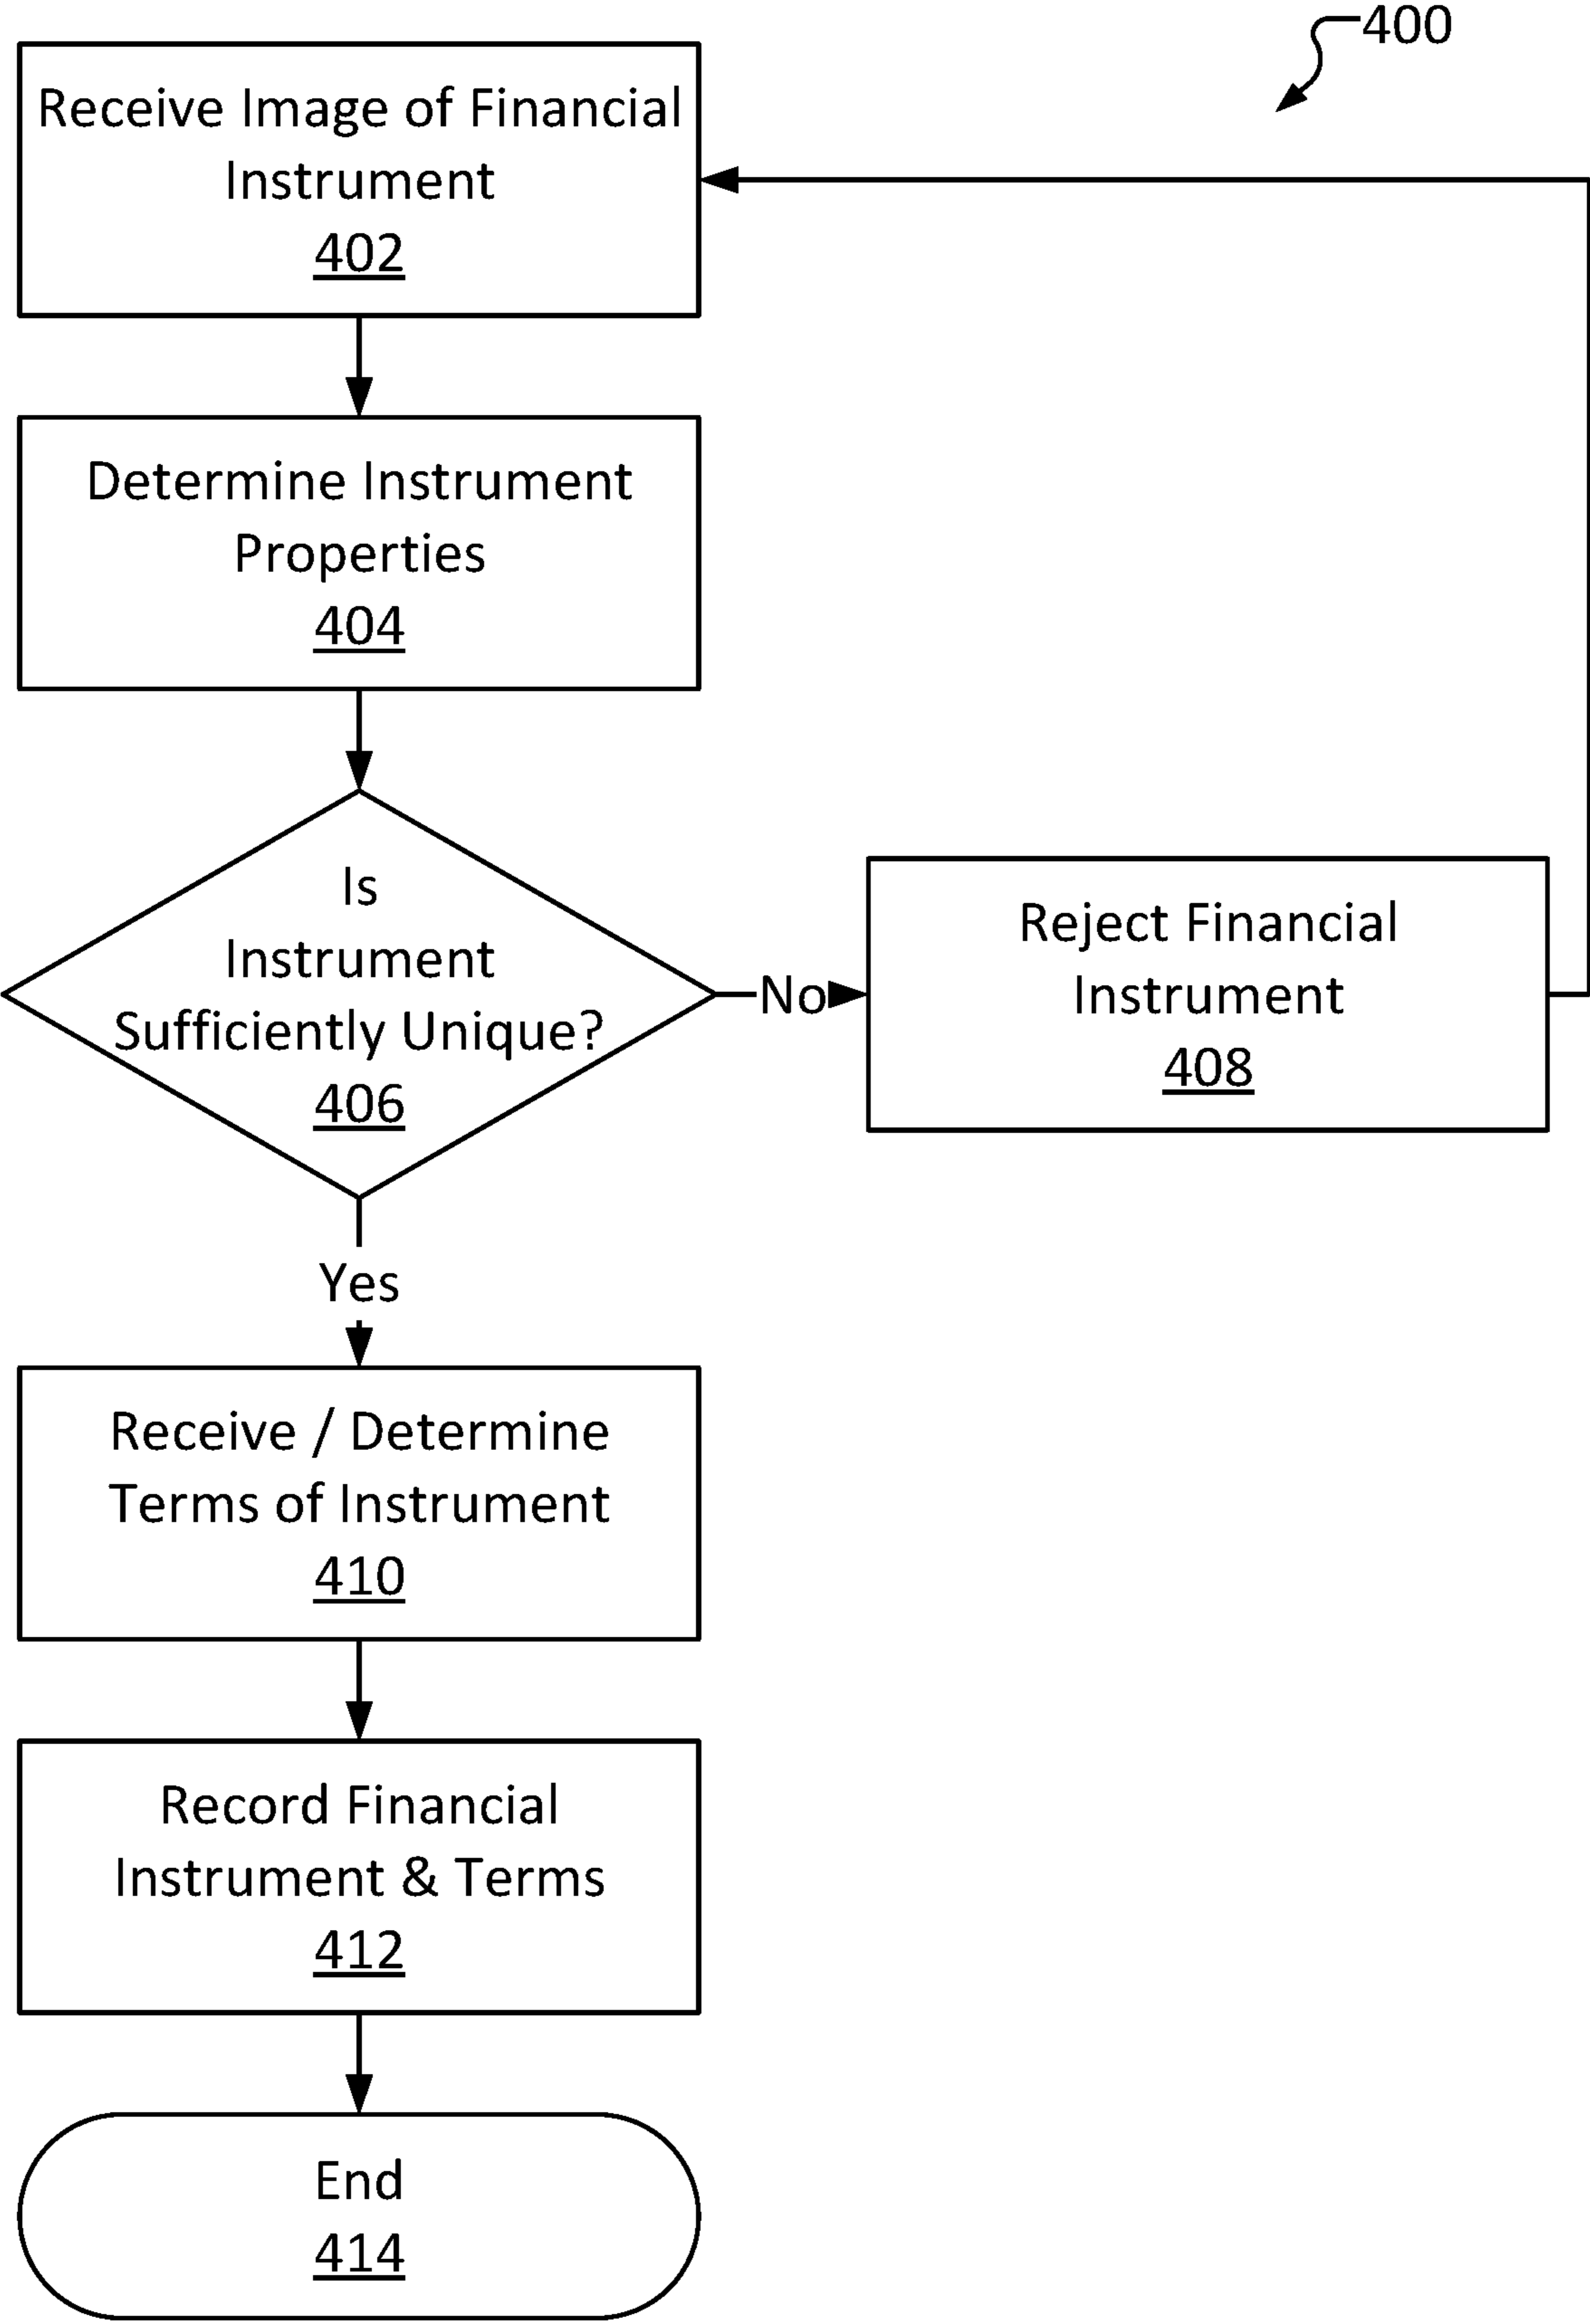 400
Receive Image of Financial
Instrument
402
Determine Instrument
Properties
404
Is
Instrument
Sufficiently Unique?
406
No
Reject Financial
Instrument
408
Yes
Receive / Determine
Terms of Instrument
410
Record Financial
Instrument & Terms
412
End
414